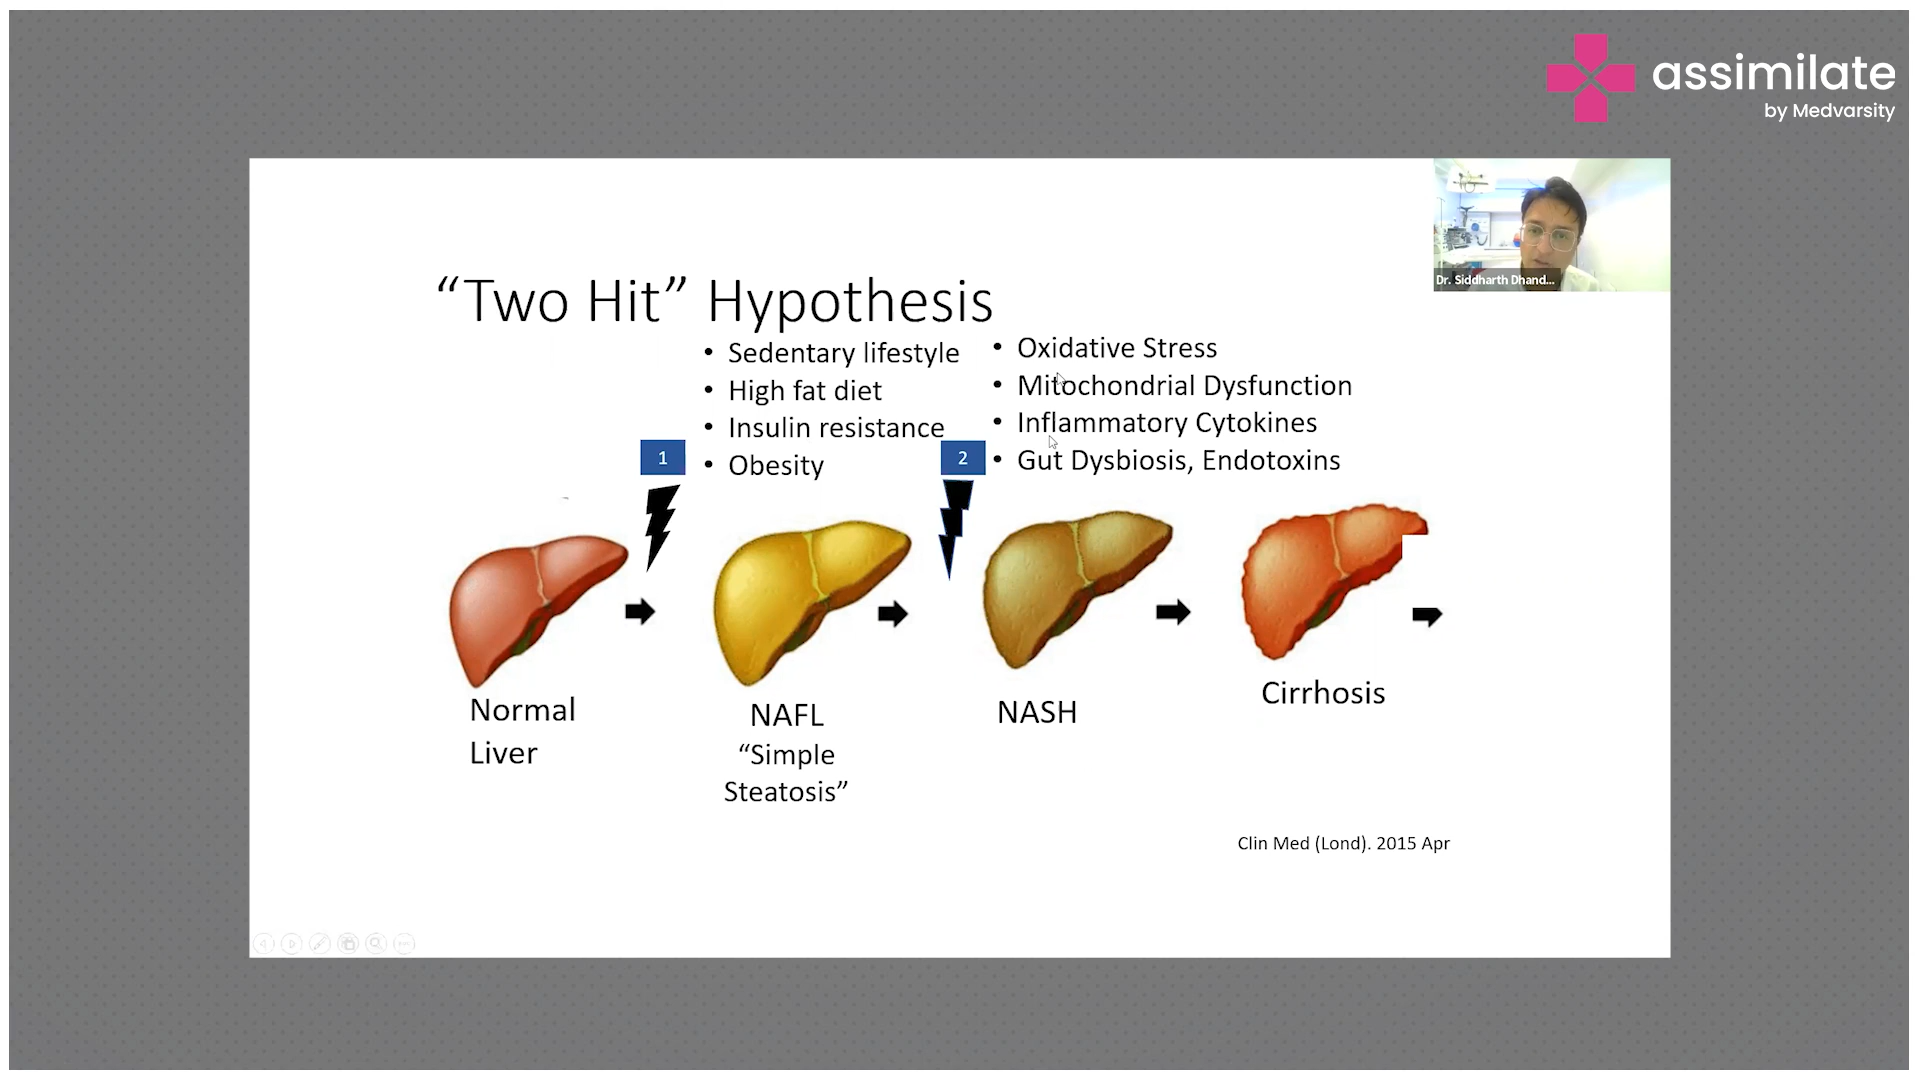 assimilate
by Medvarsity
Dr. Siddharth Dhand...
“Two Hit” Hypothesis
• Sedentary lifestyle
• High fat diet
• Insulin resistance
• Obesity
• Oxidative Stress
• Mitochondrial Dysfunction
• Inflammatory Cytokines
• Gut Dysbiosis, Endotoxins
1
2
Normal
Liver
NAFL
“Simple
Steatosis”
NASH
Cirrhosis
Clin Med (Lond). 2015 Apr